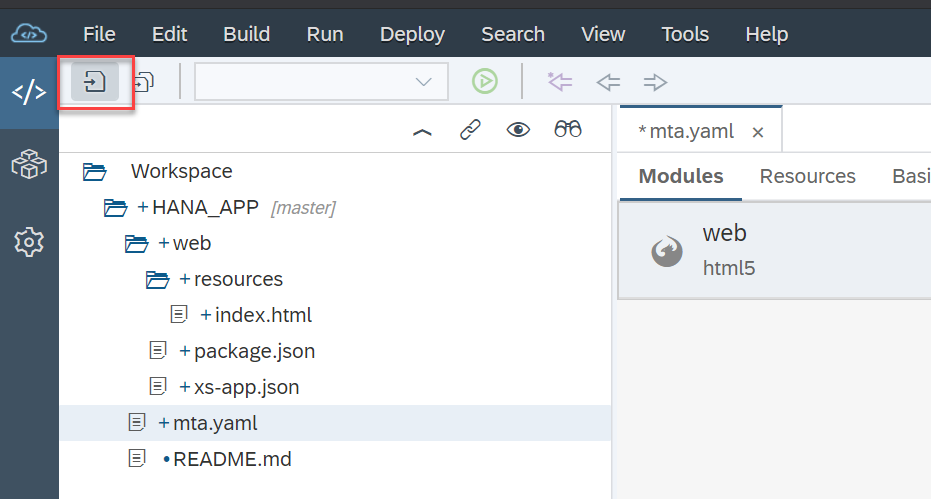 File Edit Build Run Deploy Search View Tools Help
*mta.yaml ×
Modules Resources Basi
Workspace
+HANA_APP [master]
+web
+resources
+index.html
+package.json
+xs-app.json
+mta.yaml
•README.md
web
html5